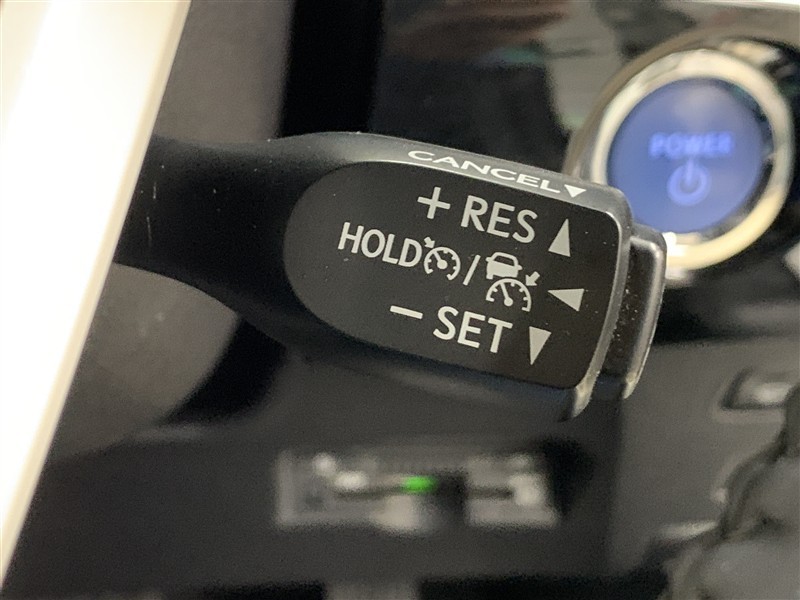 CANCEL▼
+ RES ▲
HOLD / ◀
− SET ▼
POWER